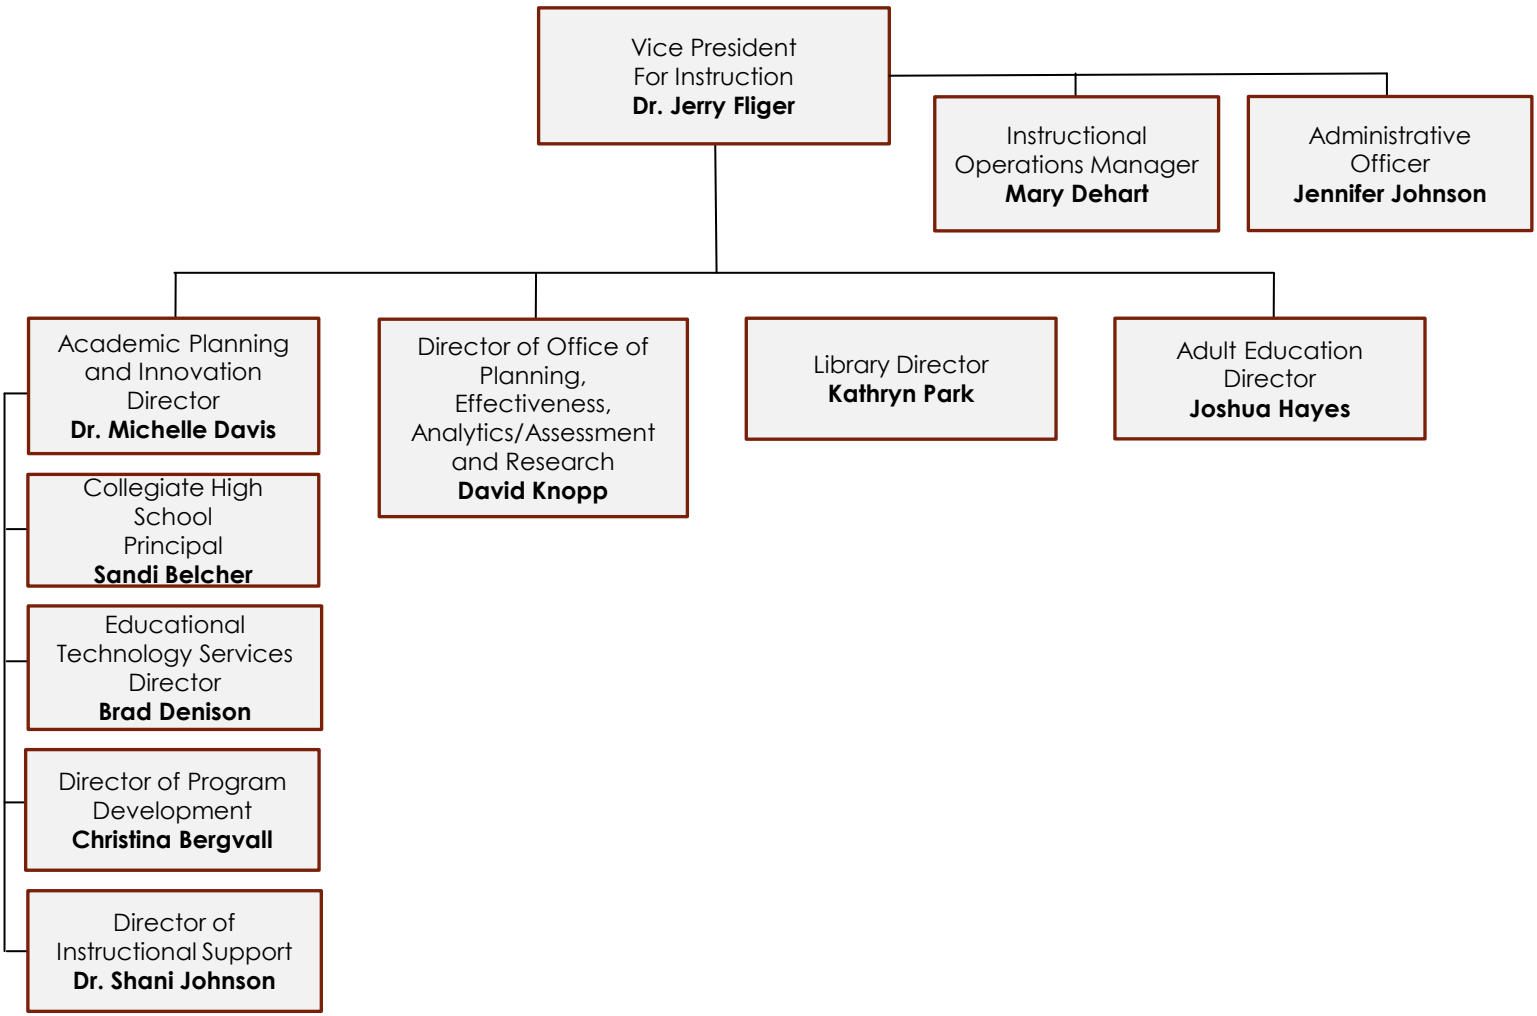 Vice President
For Instruction
Dr. Jerry Fliger
Instructional
Operations Manager
Mary Dehart
Administrative
Officer
Jennifer Johnson
Academic Planning
and Innovation
Director
Dr. Michelle Davis
Director of Office of
Planning,
Effectiveness,
Analytics/Assessment
and Research
David Knopp
Library Director
Kathryn Park
Adult Education
Director
Joshua Hayes
Collegiate High
School
Principal
Sandi Belcher
Educational
Technology Services
Director
Brad Denison
Director of Program
Development
Christina Bergvall
Director of
Instructional Support
Dr. Shani Johnson